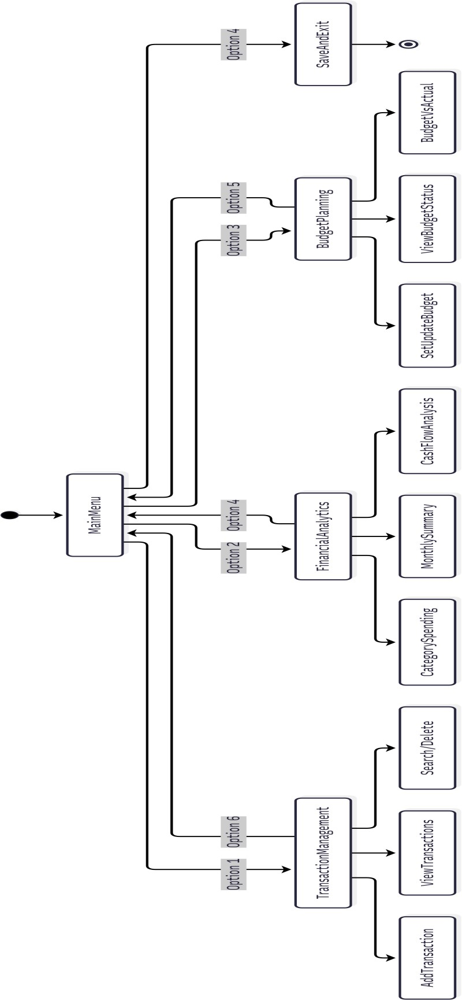 MainMenu
Option 1
Option 6
Option 2
Option 4
Option 3
Option 5
Option 4
TransactionManagement
FinancialAnalytics
BudgetPlanning
SaveAndExit
AddTransaction
ViewTransactions
Search/Delete
CategorySpending
MonthlySummary
CashFlowAnalysis
SetUpdateBudget
ViewBudgetStatus
BudgetVsActual